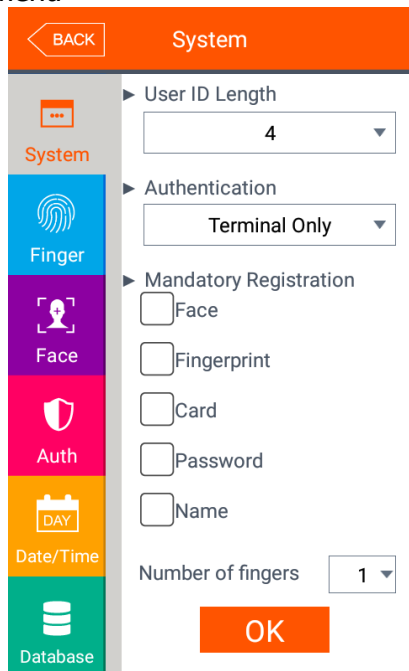 BACK
System
System
Finger
Face
Auth
DAY
Date/Time
Database
► User ID Length
4
► Authentication
Terminal Only
► Mandatory Registration
Face
Fingerprint
Card
Password
Name
Number of fingers 1
OK